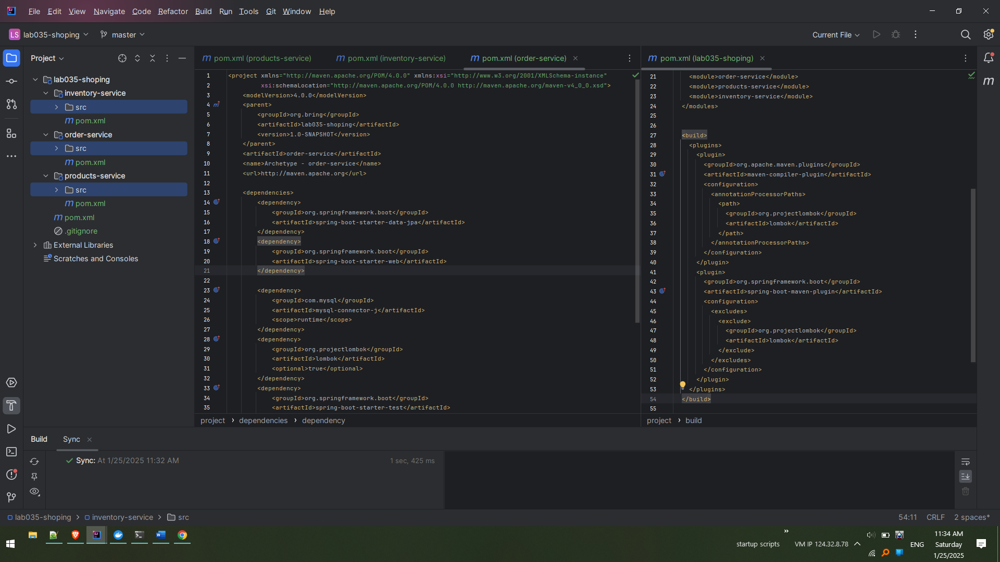 File Edit View Navigate Code Refactor Build Run Tools Git Window Help
LS lab035-shoping master Current File
Project
lab035-shoping
inventory-service
src
pom.xml
order-service
src
pom.xml
products-service
src
pom.xml
pom.xml
.gitignore
External Libraries
Scratches and Consoles
pom.xml (products-service) pom.xml (inventory-service) pom.xml (order-service)
1 <project xmlns="http://maven.apache.org/POM/4.0.0" xmlns:xsi="http://www.w3.org/2001/XMLSchema-instance"
2 xsi:schemaLocation="http://maven.apache.org/POM/4.0.0 http://maven.apache.org/maven-v4_0_0.xsd">
3 <modelVersion>4.0.0</modelVersion>
4 <parent>
5 <groupId>org.bring</groupId>
6 <artifactId>lab035-shoping</artifactId>
7 <version>1.0-SNAPSHOT</version>
8 </parent>
9 <artifactId>order-service</artifactId>
10 <name>Archetype - order-service</name>
11 <url>http://maven.apache.org</url>
12
13 <dependencies>
14 <dependency>
15 <groupId>org.springframework.boot</groupId>
16 <artifactId>spring-boot-starter-data-jpa</artifactId>
17 </dependency>
18 <dependency>
19 <groupId>org.springframework.boot</groupId>
20 <artifactId>spring-boot-starter-web</artifactId>
21 </dependency>
22
23 <dependency>
24 <groupId>com.mysql</groupId>
25 <artifactId>mysql-connector-j</artifactId>
26 <scope>runtime</scope>
27 </dependency>
28 <dependency>
29 <groupId>org.projectlombok</groupId>
30 <artifactId>lombok</artifactId>
31 <optional>true</optional>
32 </dependency>
33 <dependency>
34 <groupId>org.springframework.boot</groupId>
35 <artifactId>spring-boot-starter-test</artifactId>
project › dependencies › dependency
pom.xml (lab035-shoping)
21 <module>order-service</module>
22 <module>products-service</module>
23 <module>inventory-service</module>
24 </modules>
25
26
27 <build>
28 <plugins>
29 <plugin>
30 <groupId>org.apache.maven.plugins</groupId>
31 <artifactId>maven-compiler-plugin</artifactId>
32 <configuration>
33 <annotationProcessorPaths>
34 <path>
35 <groupId>org.projectlombok</groupId>
36 <artifactId>lombok</artifactId>
37 </path>
38 </annotationProcessorPaths>
39 </configuration>
40 </plugin>
41 <plugin>
42 <groupId>org.springframework.boot</groupId>
43 <artifactId>spring-boot-maven-plugin</artifactId>
44 <configuration>
45 <excludes>
46 <exclude>
47 <groupId>org.projectlombok</groupId>
48 <artifactId>lombok</artifactId>
49 </exclude>
50 </excludes>
51 </configuration>
52 </plugin>
53 </plugins>
54 </build>
55
project › build
Build Sync
Sync: At 1/25/2025 11:32 AM 1 sec, 425 ms
lab035-shoping › inventory-service › src 54:11 CRLF 2 spaces*
startup scripts » VM IP 124.32.8.78 ENG
11:34 AM
Saturday
1/25/2025